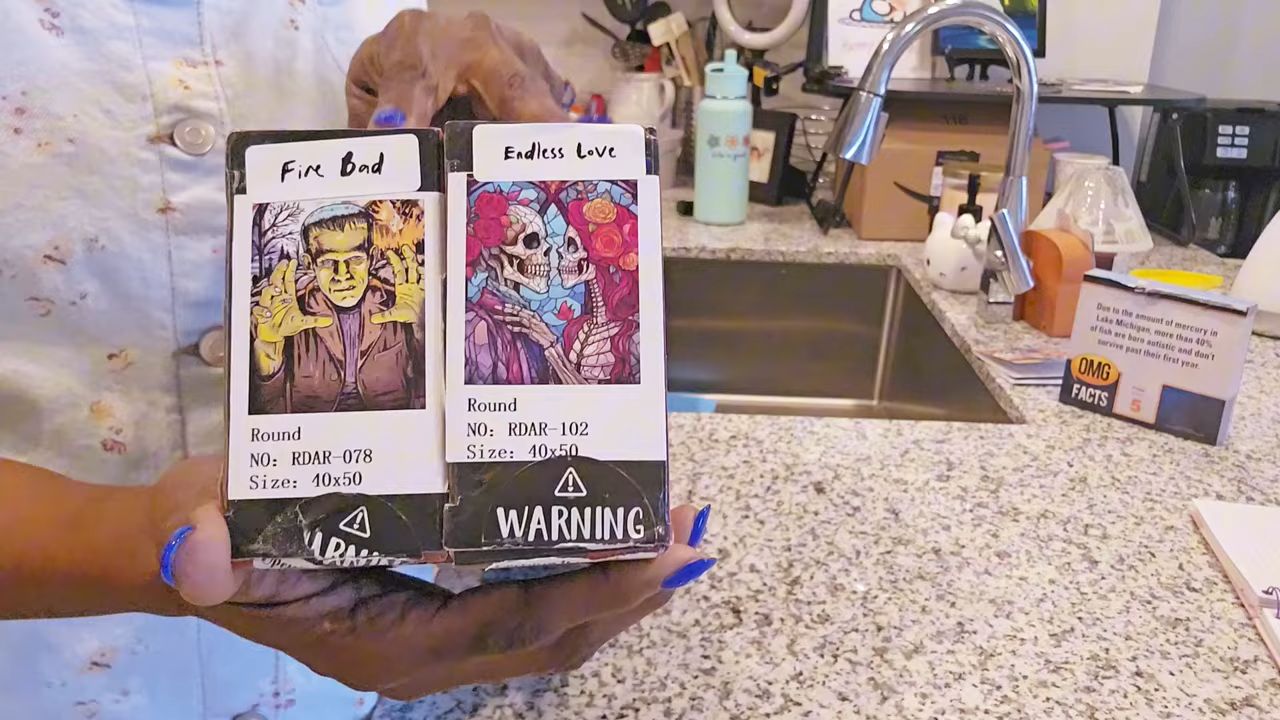 Fire Bad
Round
NO: RDAR-078
Size: 40x50
Endless Love
Round
NO: RDAR-102
Size: 40x50
WARNING
118
Due to the amount of mercury in
Lake Michigan, more than 40%
of fish are born autistic and don't
survive past their first year.
OMG
FACTS
5